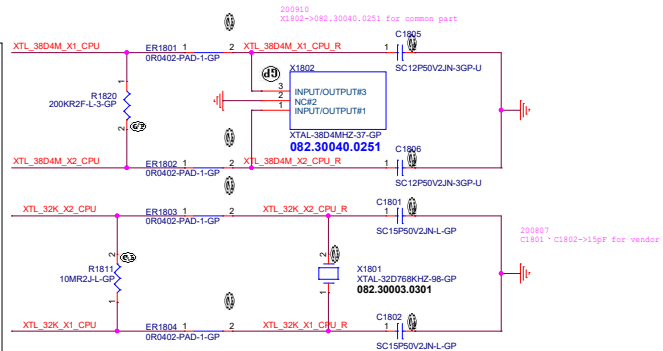 200910
X1802->082.30040.0251 for common part
XTL_38D4M_X1_CPU
ER1801 1 2
0R0402-PAD-1-GP
XTL_38D4M_X1_CPU_R
C1805
1 2
SC12P50V2JN-3GP-U
X1802
GP
3 INPUT/OUTPUT#3
2 NC#2
1 INPUT/OUTPUT#1
XTAL-38D4MHZ-37-GP
082.30040.0251
1
R1820
200KR2F-L-3-GP
2
XTL_38D4M_X2_CPU
ER1802 1 2
0R0402-PAD-1-GP
XTL_38D4M_X2_CPU_R
C1806
1 2
SC12P50V2JN-3GP-U
XTL_32K_X2_CPU
ER1803 1 2
0R0402-PAD-1-GP
XTL_32K_X2_CPU_R
C1801
1 2
SC15P50V2JN-L-GP
200807
C1801、C1802->15pF for vendor
2
R1811
10MR2J-L-GP
1
2
X1801
XTAL-32D768KHZ-98-GP
082.30003.0301
1
XTL_32K_X1_CPU
ER1804 1 2
0R0402-PAD-1-GP
XTL_32K_X1_CPU_R
C1802
1 2
SC15P50V2JN-L-GP